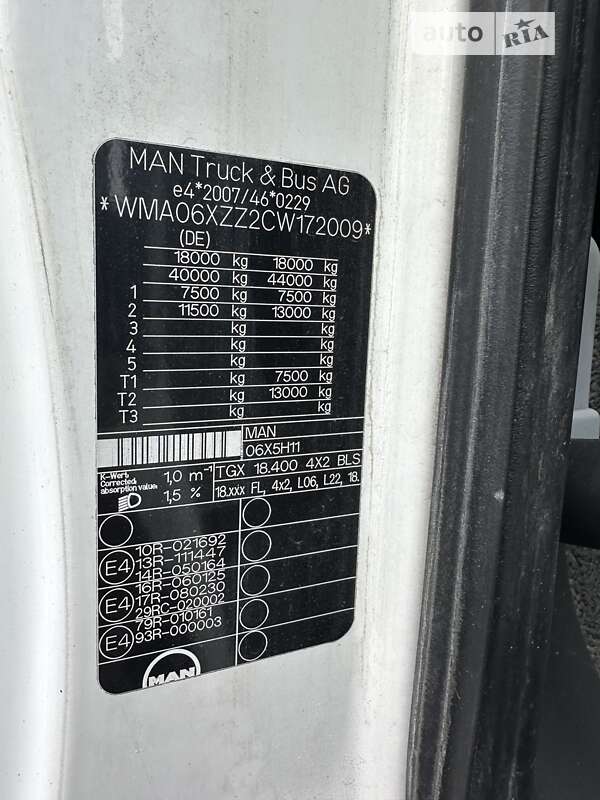 auto RIA
MAN Truck & Bus AG
e4*2007/46*0229
*WMA06XZZ2CW172009*
(DE)
18000 kg 18000 kg
40000 kg 44000 kg
1 7500 kg 7500 kg
2 11500 kg 13000 kg
3 kg kg
4 kg kg
5 kg kg
T1 kg 7500 kg
T2 kg 13000 kg
T3 kg kg
MAN
06X5H11
K-Wert, Corrected absorption value: 1,0 m⁻¹
1,5 %
TGX 18.400 4X2 BLS
18.xxx FL, 4x2, L06, L22, 18.
10R-021692
E4 13R-111447
14R-050164
16R-060125
E4 17R-080230
29RC-020002
79R-010161
E4 93R-000003
MAN